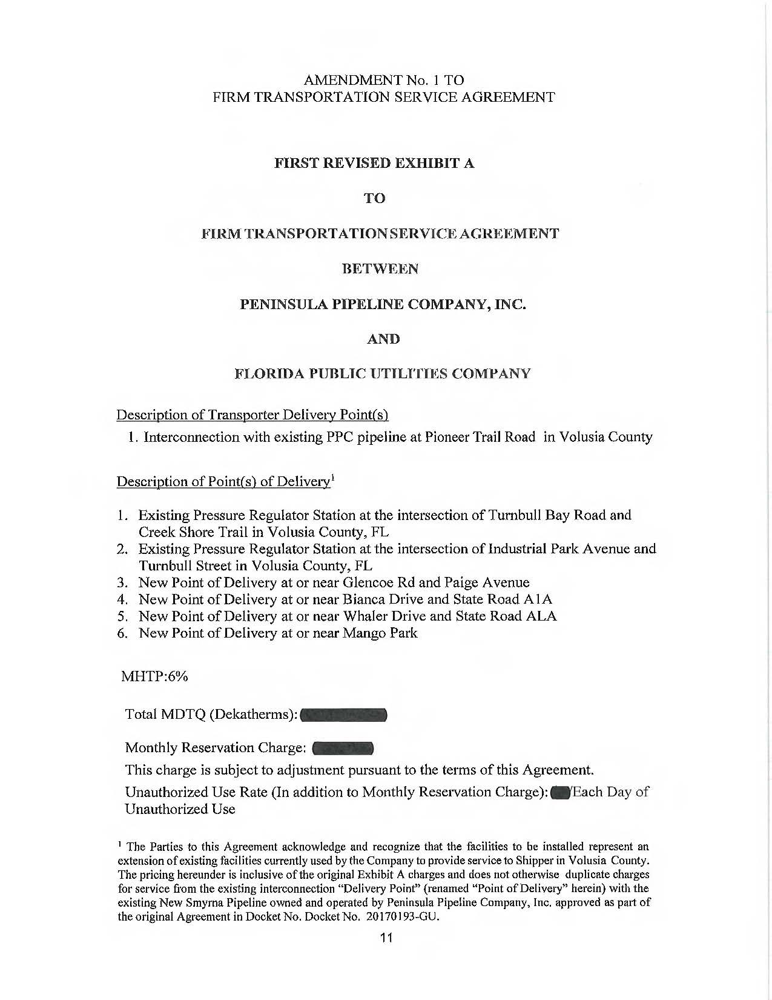 AMENDMENT No. 1 TO
FIRM TRANSPORTATION SERVICE AGREEMENT
FIRST REVISED EXHIBIT A
TO
FIRM TRANSPORTATION SERVICE AGREEMENT
BETWEEN
PENINSULA PIPELINE COMPANY, INC.
AND
FLORIDA PUBLIC UTILITIES COMPANY
Description of Transporter Delivery Point(s)
1. Interconnection with existing PPC pipeline at Pioneer Trail Road in Volusia County
Description of Point(s) of Delivery¹
1. Existing Pressure Regulator Station at the intersection of Turnbull Bay Road and
Creek Shore Trail in Volusia County, FL
2. Existing Pressure Regulator Station at the intersection of Industrial Park Avenue and
Turnbull Street in Volusia County, FL
3. New Point of Delivery at or near Glencoe Rd and Paige Avenue
4. New Point of Delivery at or near Bianca Drive and State Road A1A
5. New Point of Delivery at or near Whaler Drive and State Road ALA
6. New Point of Delivery at or near Mango Park
MHTP:6%
Total MDTQ (Dekatherms):
Monthly Reservation Charge:
This charge is subject to adjustment pursuant to the terms of this Agreement.
Unauthorized Use Rate (In addition to Monthly Reservation Charge): /Each Day of
Unauthorized Use
¹ The Parties to this Agreement acknowledge and recognize that the facilities to be installed represent an
extension of existing facilities currently used by the Company to provide service to Shipper in Volusia County.
The pricing hereunder is inclusive of the original Exhibit A charges and does not otherwise duplicate charges
for service from the existing interconnection “Delivery Point” (renamed “Point of Delivery” herein) with the
existing New Smyrna Pipeline owned and operated by Peninsula Pipeline Company, Inc. approved as part of
the original Agreement in Docket No. Docket No. 20170193-GU.
11